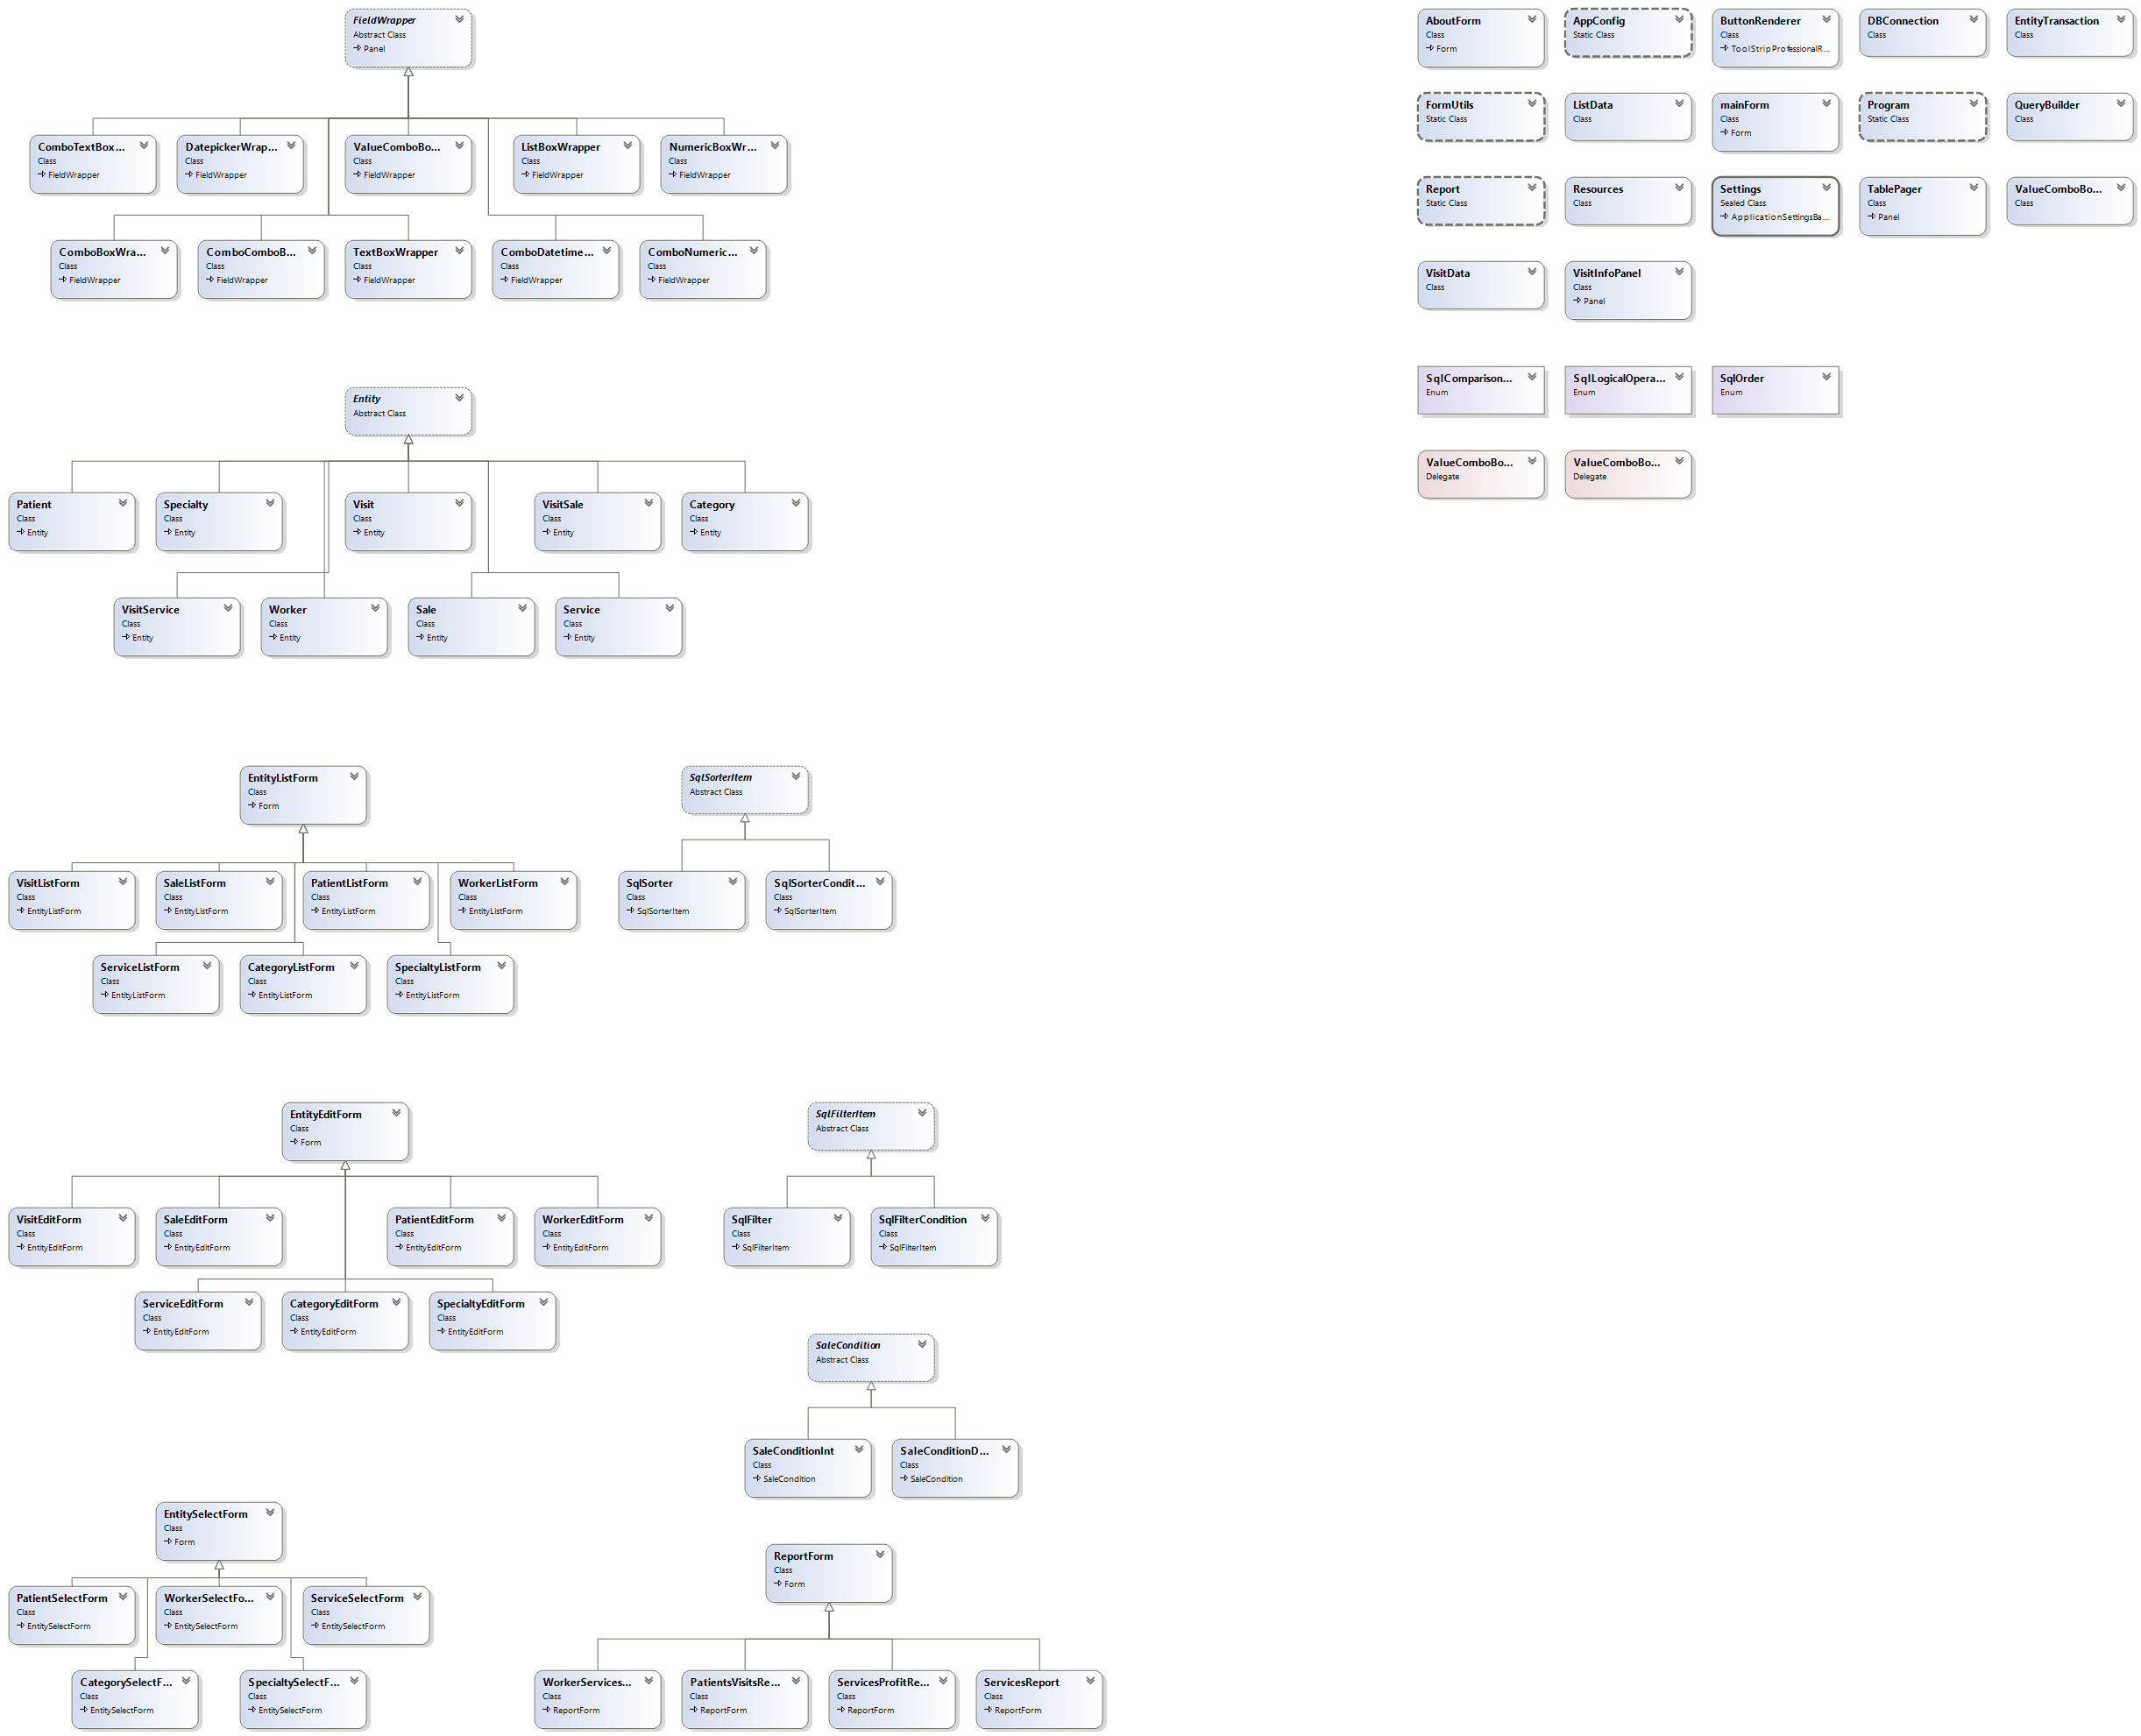 FieldWrapper
Abstract Class
Panel
ComboTextBox...
Class
FieldWrapper
DatepickerWrap...
Class
FieldWrapper
ValueComboBo...
Class
FieldWrapper
ListBoxWrapper
Class
FieldWrapper
NumericBoxWr...
Class
FieldWrapper
ComboBoxWra...
Class
FieldWrapper
ComboComboB...
Class
FieldWrapper
TextBoxWrapper
Class
FieldWrapper
ComboDatetime...
Class
FieldWrapper
ComboNumeric...
Class
FieldWrapper
Entity
Abstract Class
Patient
Class
Entity
Specialty
Class
Entity
Visit
Class
Entity
VisitSale
Class
Entity
Category
Class
Entity
VisitService
Class
Entity
Worker
Class
Entity
Sale
Class
Entity
Service
Class
Entity
EntityListForm
Class
Form
VisitListForm
Class
EntityListForm
SaleListForm
Class
EntityListForm
PatientListForm
Class
EntityListForm
WorkerListForm
Class
EntityListForm
ServiceListForm
Class
EntityListForm
CategoryListForm
Class
EntityListForm
SpecialtyListForm
Class
EntityListForm
SqlSorterItem
Abstract Class
SqlSorter
Class
SqlSorterItem
SqlSorterCondit...
Class
SqlSorterItem
EntityEditForm
Class
Form
VisitEditForm
Class
EntityEditForm
SaleEditForm
Class
EntityEditForm
PatientEditForm
Class
EntityEditForm
WorkerEditForm
Class
EntityEditForm
ServiceEditForm
Class
EntityEditForm
CategoryEditForm
Class
EntityEditForm
SpecialtyEditForm
Class
EntityEditForm
SqlFilterItem
Abstract Class
SqlFilter
Class
SqlFilterItem
SqlFilterCondition
Class
SqlFilterItem
SaleCondition
Abstract Class
SaleConditionInt
Class
SaleCondition
SaleConditionD...
Class
SaleCondition
EntitySelectForm
Class
Form
PatientSelectForm
Class
EntitySelectForm
WorkerSelectFo...
Class
EntitySelectForm
ServiceSelectForm
Class
EntitySelectForm
CategorySelectF...
Class
EntitySelectForm
SpecialtySelectF...
Class
EntitySelectForm
ReportForm
Class
Form
WorkerServices...
Class
ReportForm
PatientsVisitsRe...
Class
ReportForm
ServicesProfitRe...
Class
ReportForm
ServicesReport
Class
ReportForm
AboutForm
Class
Form
AppConfig
Static Class
ButtonRenderer
Class
ToolStripProfessionalR...
DBConnection
Class
EntityTransaction
Class
FormUtils
Static Class
ListData
Class
mainForm
Class
Form
Program
Static Class
QueryBuilder
Class
Report
Static Class
Resources
Class
Settings
Sealed Class
ApplicationSettingsBa...
TablePager
Class
Panel
ValueComboBo...
Class
VisitData
Class
VisitInfoPanel
Class
Panel
SqlComparison...
Enum
SqlLogicalOpera...
Enum
SqlOrder
Enum
ValueComboBo...
Delegate
ValueComboBo...
Delegate